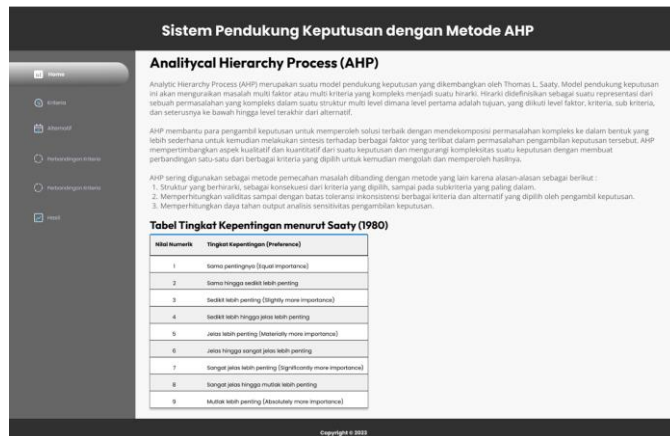 Sistem Pendukung Keputusan dengan Metode AHP
Home
Kriteria
Alternatif
Perbandingan Kriteria
Perbandingan Kriteria
Hasil
Analitycal Hierarchy Process (AHP)
Analytic Hierarchy Process (AHP) merupakan suatu model pendukung keputusan yang dikembangkan oleh Thomas L. Saaty. Model pendukung keputusan
ini akan menguraikan masalah multi faktor atau multi kriteria yang kompleks menjadi suatu hirarki. Hirarki didefinisikan sebagai suatu representasi dari
sebuah permasalahan yang kompleks dalam suatu struktur multi level dimana level pertama adalah tujuan, yang diikuti level faktor, kriteria, sub kriteria,
dan seterusnya ke bawah hingga level terakhir dari alternatif.
AHP membantu para pengambil keputusan untuk memperoleh solusi terbaik dengan mendekomposisi permasalahan kompleks ke dalam bentuk yang
lebih sederhana untuk kemudian melakukan sintesis terhadap berbagai faktor yang terlibat dalam permasalahan pengambilan keputusan tersebut. AHP
mempertimbangkan aspek kualitatif dan kuantitatif dari suatu keputusan dan mengurangi kompleksitas suatu keputusan dengan membuat
perbandingan satu-satu dari berbagai kriteria yang dipilih untuk kemudian mengolah dan memperoleh hasilnya.
AHP sering digunakan sebagai metode pemecahan masalah dibanding dengan metode yang lain karena alasan-alasan sebagai berikut :
1. Struktur yang berhirarki, sebagai konsekuesi dari kriteria yang dipilih, sampai pada subkriteria yang paling dalam.
2. Memperhitungkan validitas sampai dengan batas toleransi inkonsistensi berbagai kriteria dan alternatif yang dipilih oleh pengambil keputusan.
3. Memperhitungkan daya tahan output analisis sensitivitas pengambilan keputusan.
Tabel Tingkat Kepentingan menurut Saaty (1980)
Nilai Numerik Tingkat Kepentingan (Preference)
1 Sama pentingnya (Equal Importance)
2 Sama hingga sedikit lebih penting
3 Sedikit lebih penting (Slightly more importance)
4 Sedikit lebih hingga jelas lebih penting
5 Jelas lebih penting (Materially more importance)
6 Jelas hingga sangat jelas lebih penting
7 Sangat jelas lebih penting (Significantly more importance)
8 Sangat jelas hingga mutlak lebih penting
9 Mutlak lebih penting (Absolutely more importance)
Copyright © 2023